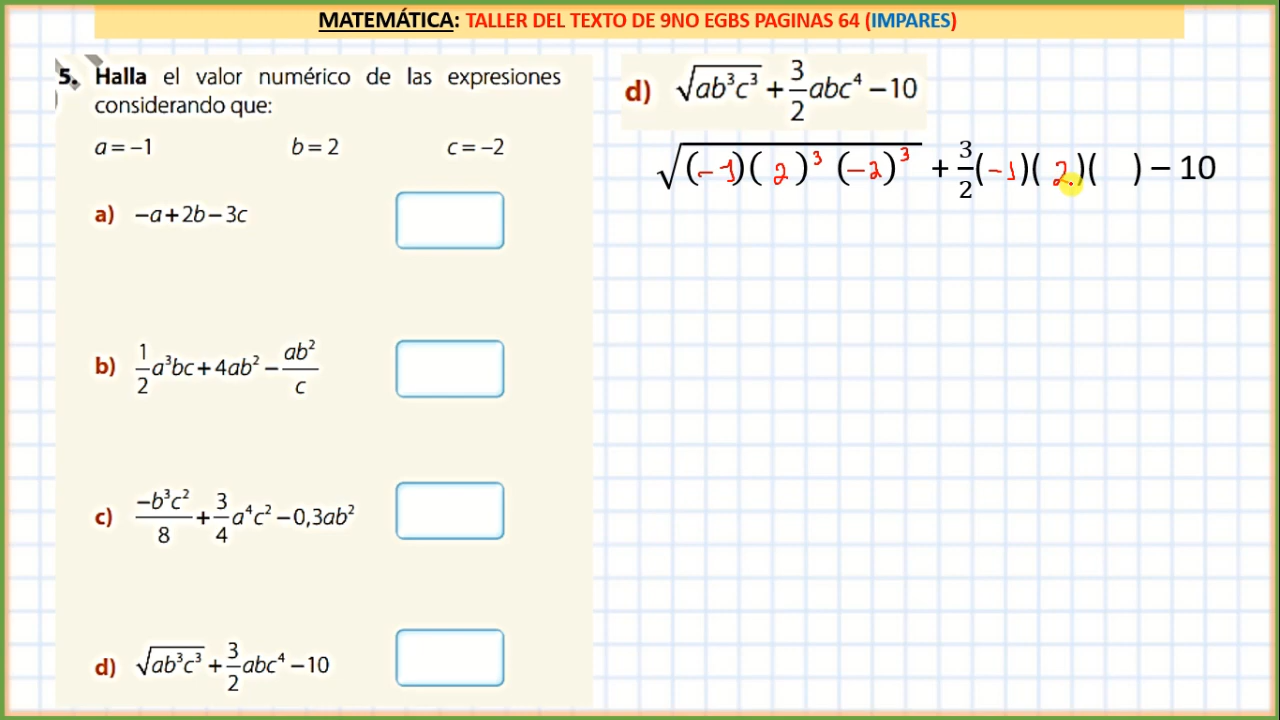 MATEMÁTICA: TALLER DEL TEXTO DE 9NO EGBS PAGINAS 64 (IMPARES)
5. Halla el valor numérico de las expresiones
considerando que:
a = –1 b = 2 c = –2
a) –a + 2b – 3c
b) 1/2 a³bc + 4ab² – ab²/c
c) –b³c²/8 + 3/4 a⁴c² – 0,3ab²
d) √(ab³c³) + 3/2 abc⁴ – 10
d) √(ab³c³) + 3/2 abc⁴ – 10
√((–1)(2)³(–2)³) + 3/2 (–1)(2)( ) – 10